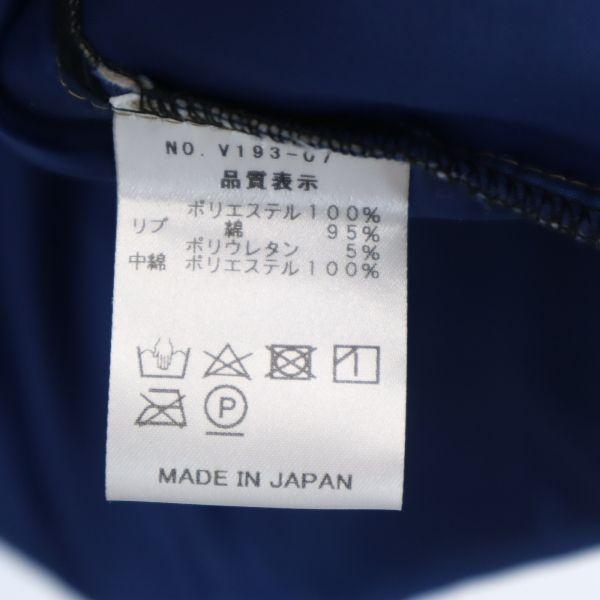 NO. V193-07
品質表示
ポリエステル100%
リブ 綿 95%
ポリウレタン 5%
中綿 ポリエステル100%
P
MADE IN JAPAN